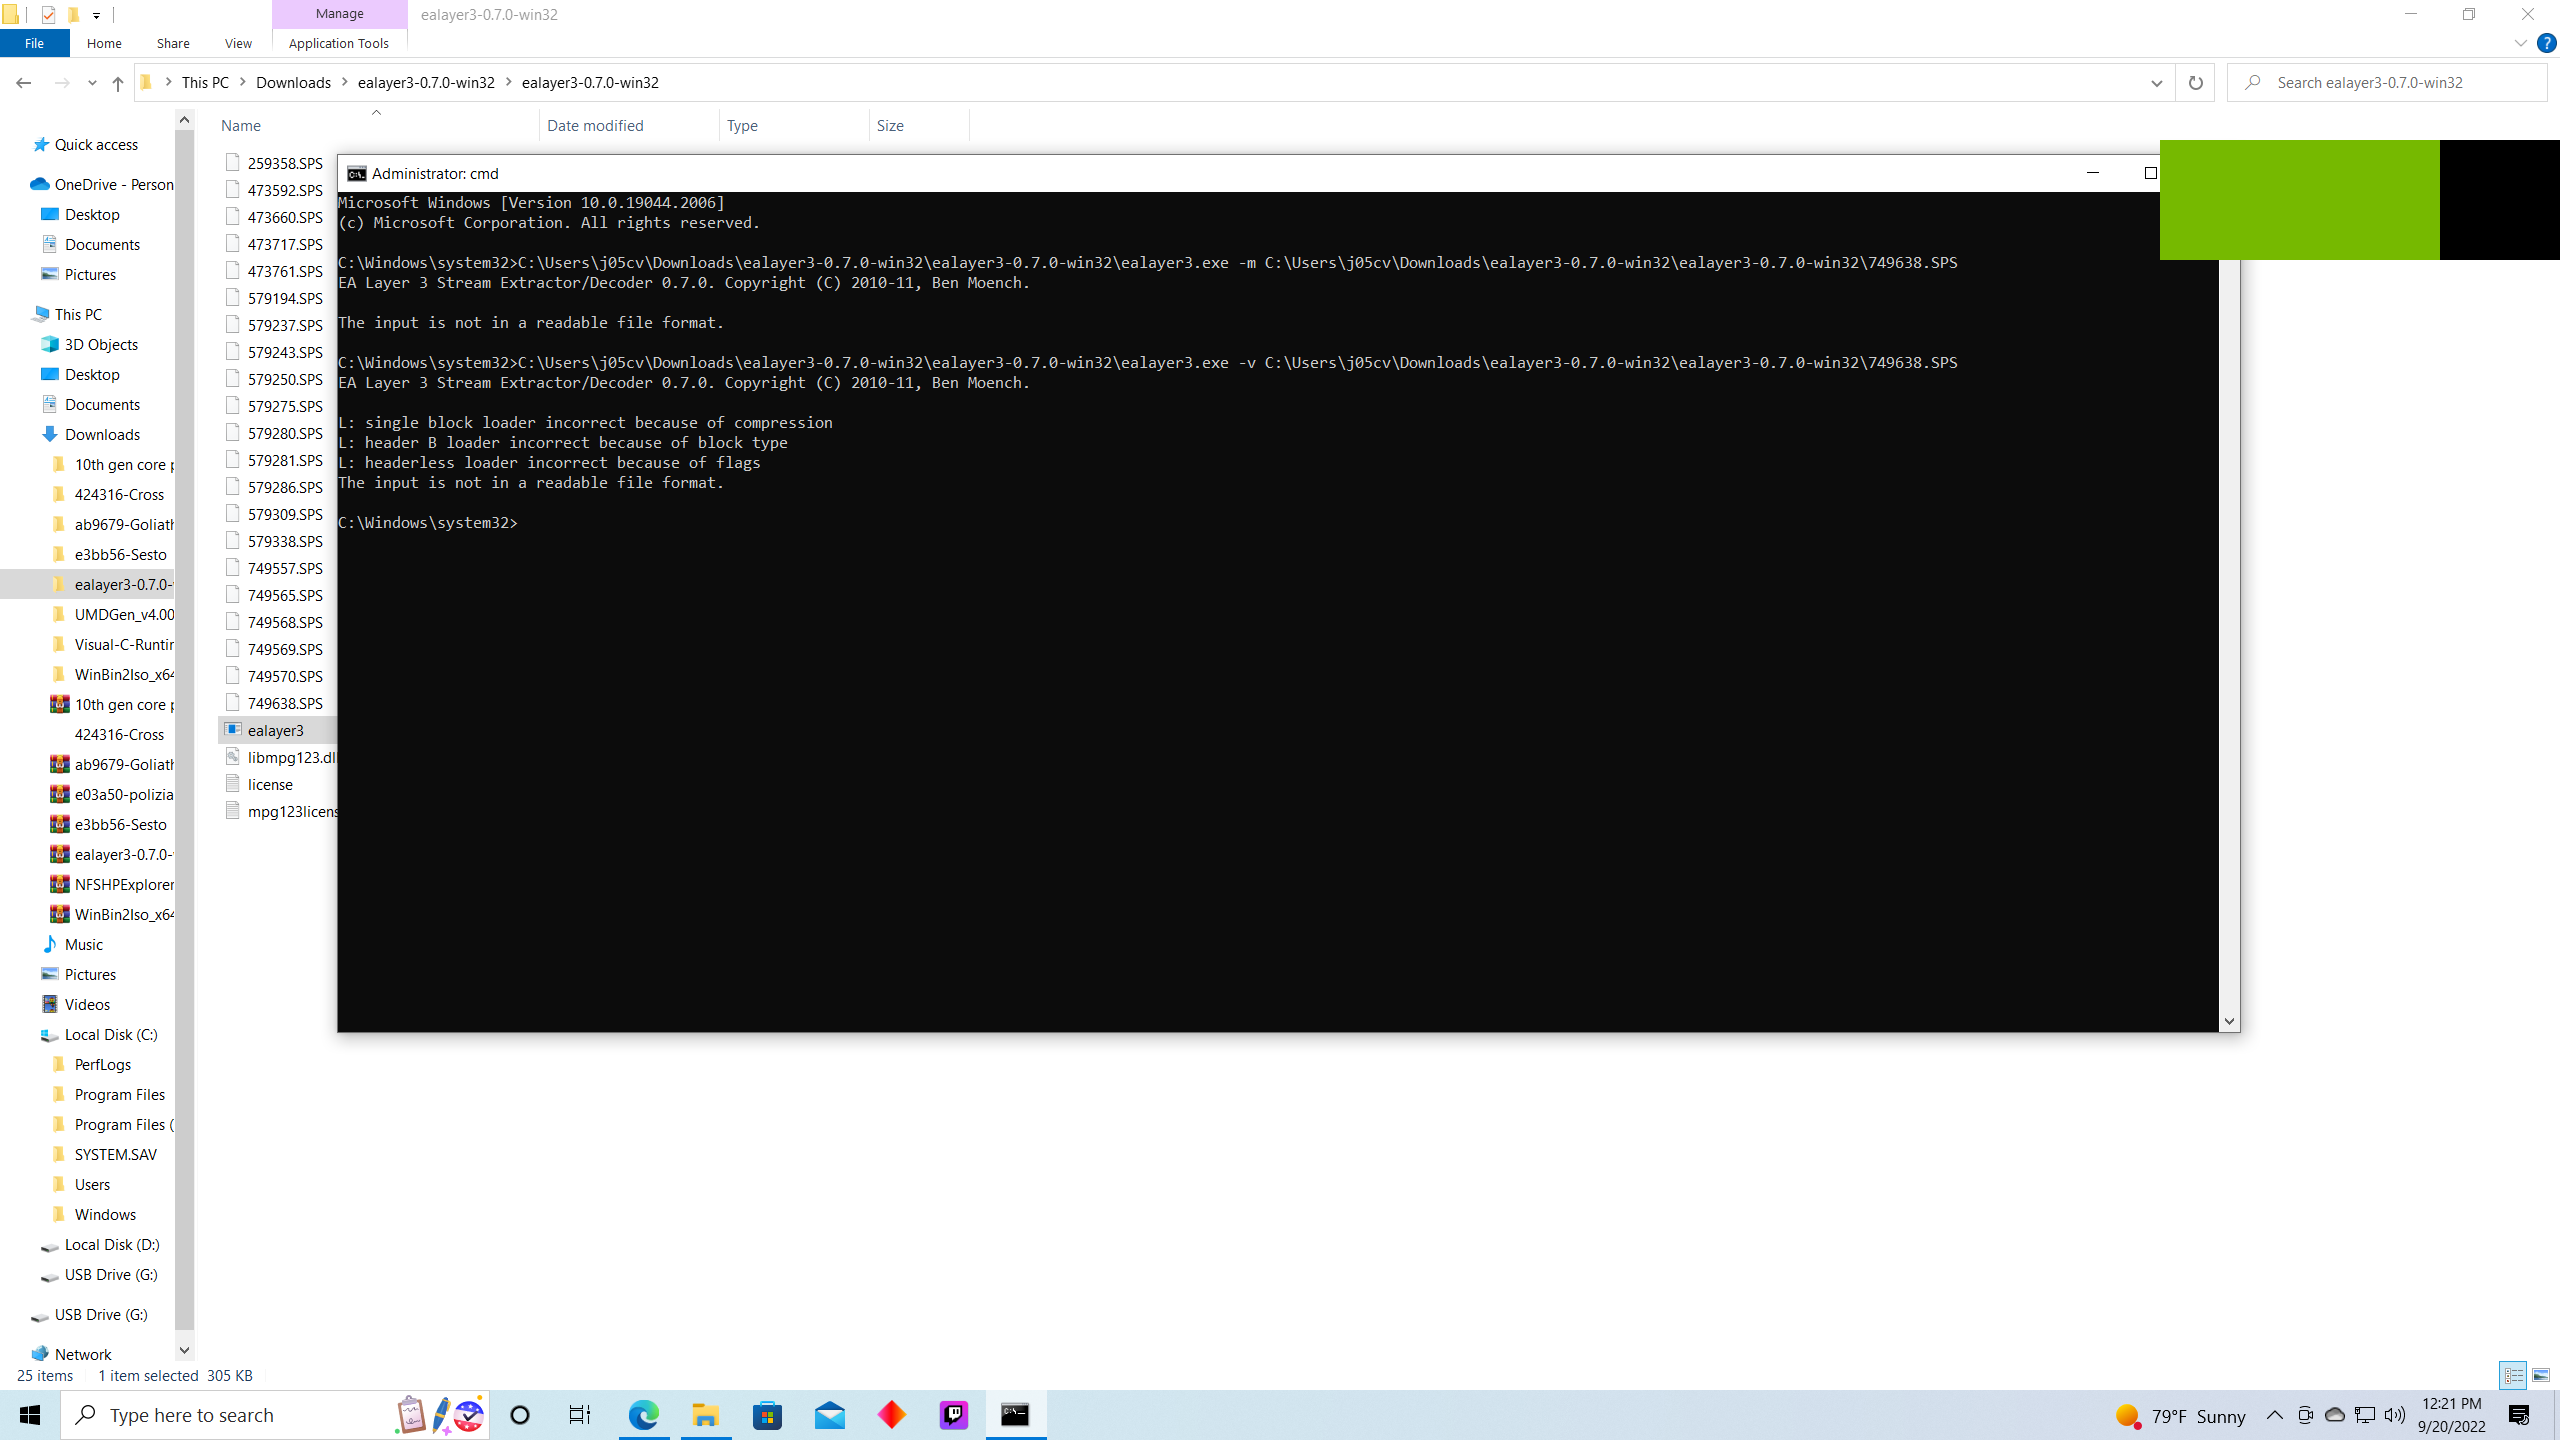 Manage
ealayer3-0.7.0-win32
File
Home
Share
View
Application Tools
This PC
Downloads
ealayer3-0.7.0-win32
ealayer3-0.7.0-win32
Search ealayer3-0.7.0-win32
Name
Date modified
Type
Size
Quick access
OneDrive - Person
Desktop
Documents
Pictures
This PC
3D Objects
Desktop
Documents
Downloads
10th gen core p
424316-Cross
ab9679-Goliath
e3bb56-Sesto
ealayer3-0.7.0-w
UMDGen_v4.00
Visual-C-Runtim
WinBin2Iso_x64
10th gen core p
424316-Cross
ab9679-Goliath
e03a50-polizia
e3bb56-Sesto
ealayer3-0.7.0-w
NFSHPExplorer
WinBin2Iso_x64
Music
Pictures
Videos
Local Disk (C:)
PerfLogs
Program Files
Program Files (
SYSTEM.SAV
Users
Windows
Local Disk (D:)
USB Drive (G:)
USB Drive (G:)
Network
259358.SPS
473592.SPS
473660.SPS
473717.SPS
473761.SPS
579194.SPS
579237.SPS
579243.SPS
579250.SPS
579275.SPS
579280.SPS
579281.SPS
579286.SPS
579309.SPS
579338.SPS
749557.SPS
749565.SPS
749568.SPS
749569.SPS
749570.SPS
749638.SPS
ealayer3
libmpg123.dll
license
mpg123licens
Administrator: cmd
Microsoft Windows [Version 10.0.19044.2006]
(c) Microsoft Corporation. All rights reserved.
C:\Windows\system32>C:\Users\j05cv\Downloads\ealayer3-0.7.0-win32\ealayer3-0.7.0-win32\ealayer3.exe -m C:\Users\j05cv\Downloads\ealayer3-0.7.0-win32\ealayer3-0.7.0-win32\749638.SPS
EA Layer 3 Stream Extractor/Decoder 0.7.0. Copyright (C) 2010-11, Ben Moench.
The input is not in a readable file format.
C:\Windows\system32>C:\Users\j05cv\Downloads\ealayer3-0.7.0-win32\ealayer3-0.7.0-win32\ealayer3.exe -v C:\Users\j05cv\Downloads\ealayer3-0.7.0-win32\ealayer3-0.7.0-win32\749638.SPS
EA Layer 3 Stream Extractor/Decoder 0.7.0. Copyright (C) 2010-11, Ben Moench.
L: single block loader incorrect because of compression
L: header B loader incorrect because of block type
L: headerless loader incorrect because of flags
The input is not in a readable file format.
C:\Windows\system32>
25 items
1 item selected 305 KB
Type here to search
79°F Sunny
12:21 PM
9/20/2022